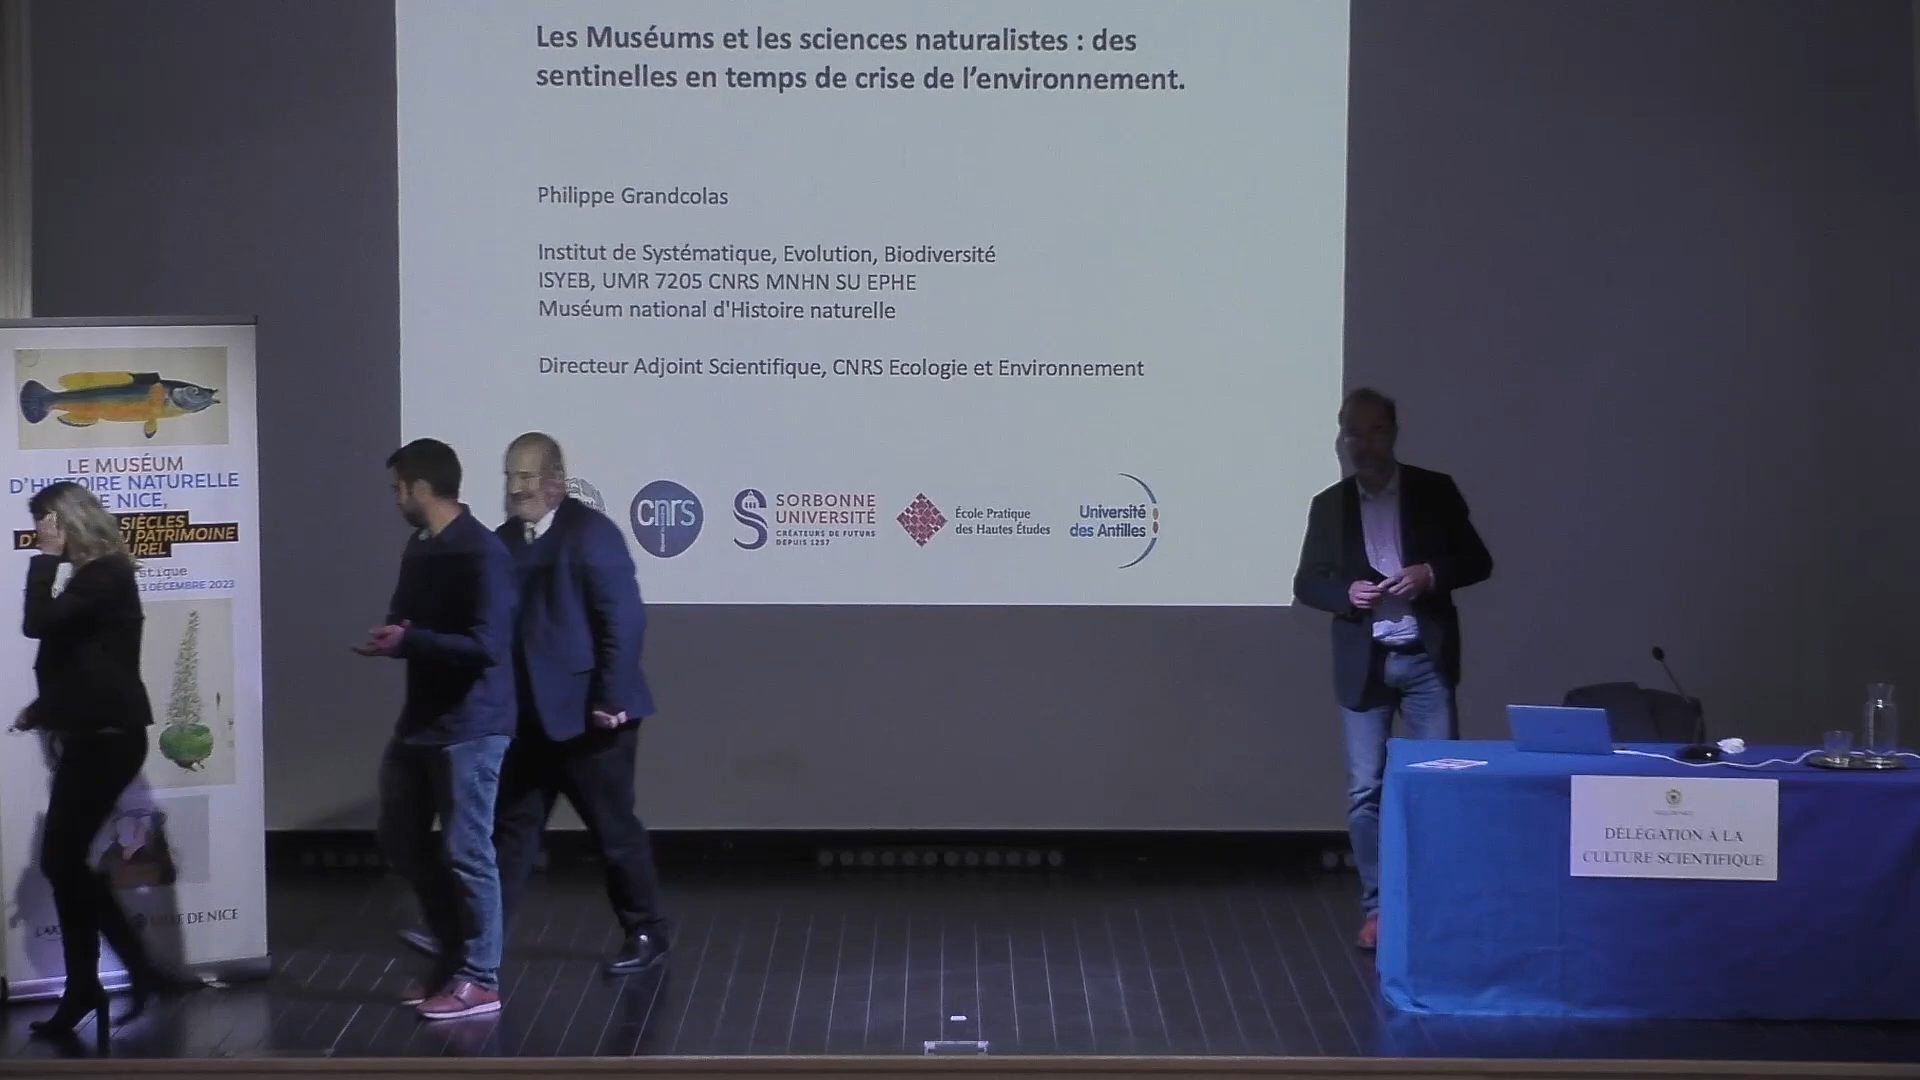 Les Muséums et les sciences naturalistes : des
sentinelles en temps de crise de l'environnement.
Philippe Grandcolas
Institut de Systématique, Evolution, Biodiversité
ISYEB, UMR 7205 CNRS MNHN SU EPHE
Muséum national d'Histoire naturelle
Directeur Adjoint Scientifique, CNRS Ecologie et Environnement
cnrs
SORBONNE
UNIVERSITÉ
CRÉATEURS DE FUTURS
DEPUIS 1257
École Pratique
des Hautes Études
Université
des Antilles
LE MUSÉUM
D'HISTOIRE NATURELLE
DE NICE,
SIÈCLES
PATRIMOINE
DÉCEMBRE 2023
DE NICE
DÉLÉGATION À LA
CULTURE SCIENTIFIQUE